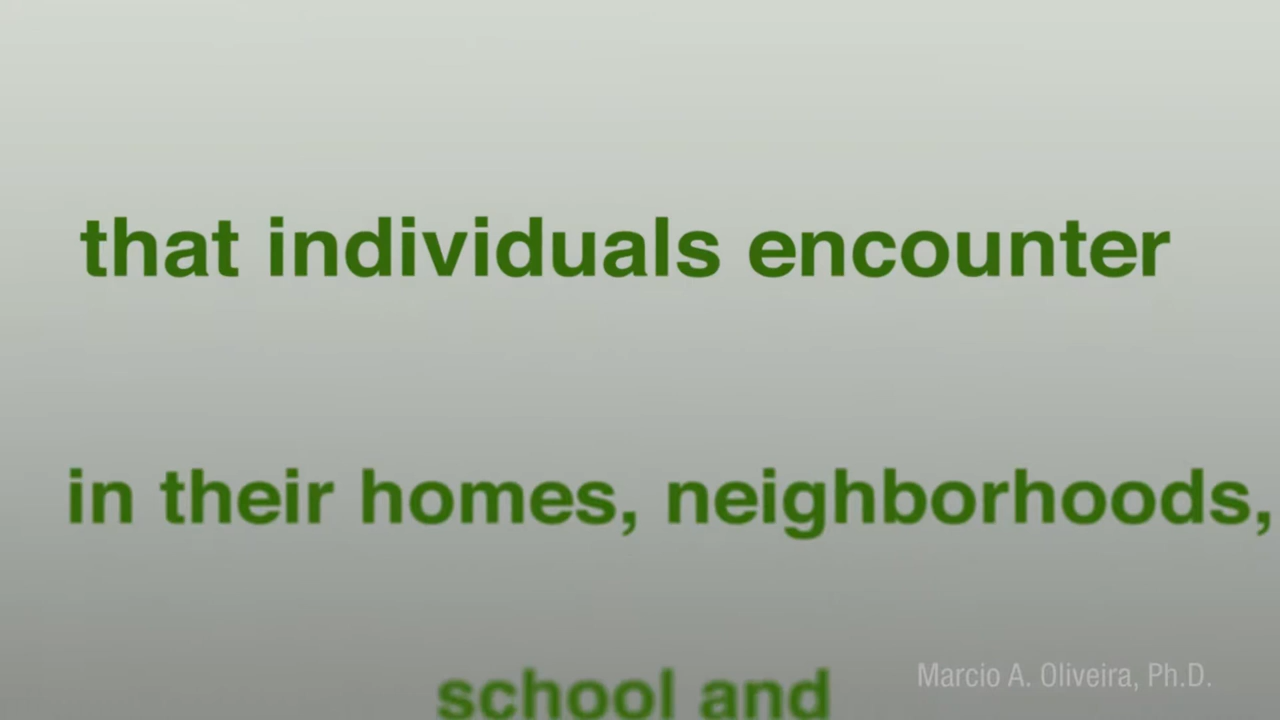 that individuals encounter
in their homes, neighborhoods,
school and
Marcio A. Oliveira, Ph.D.